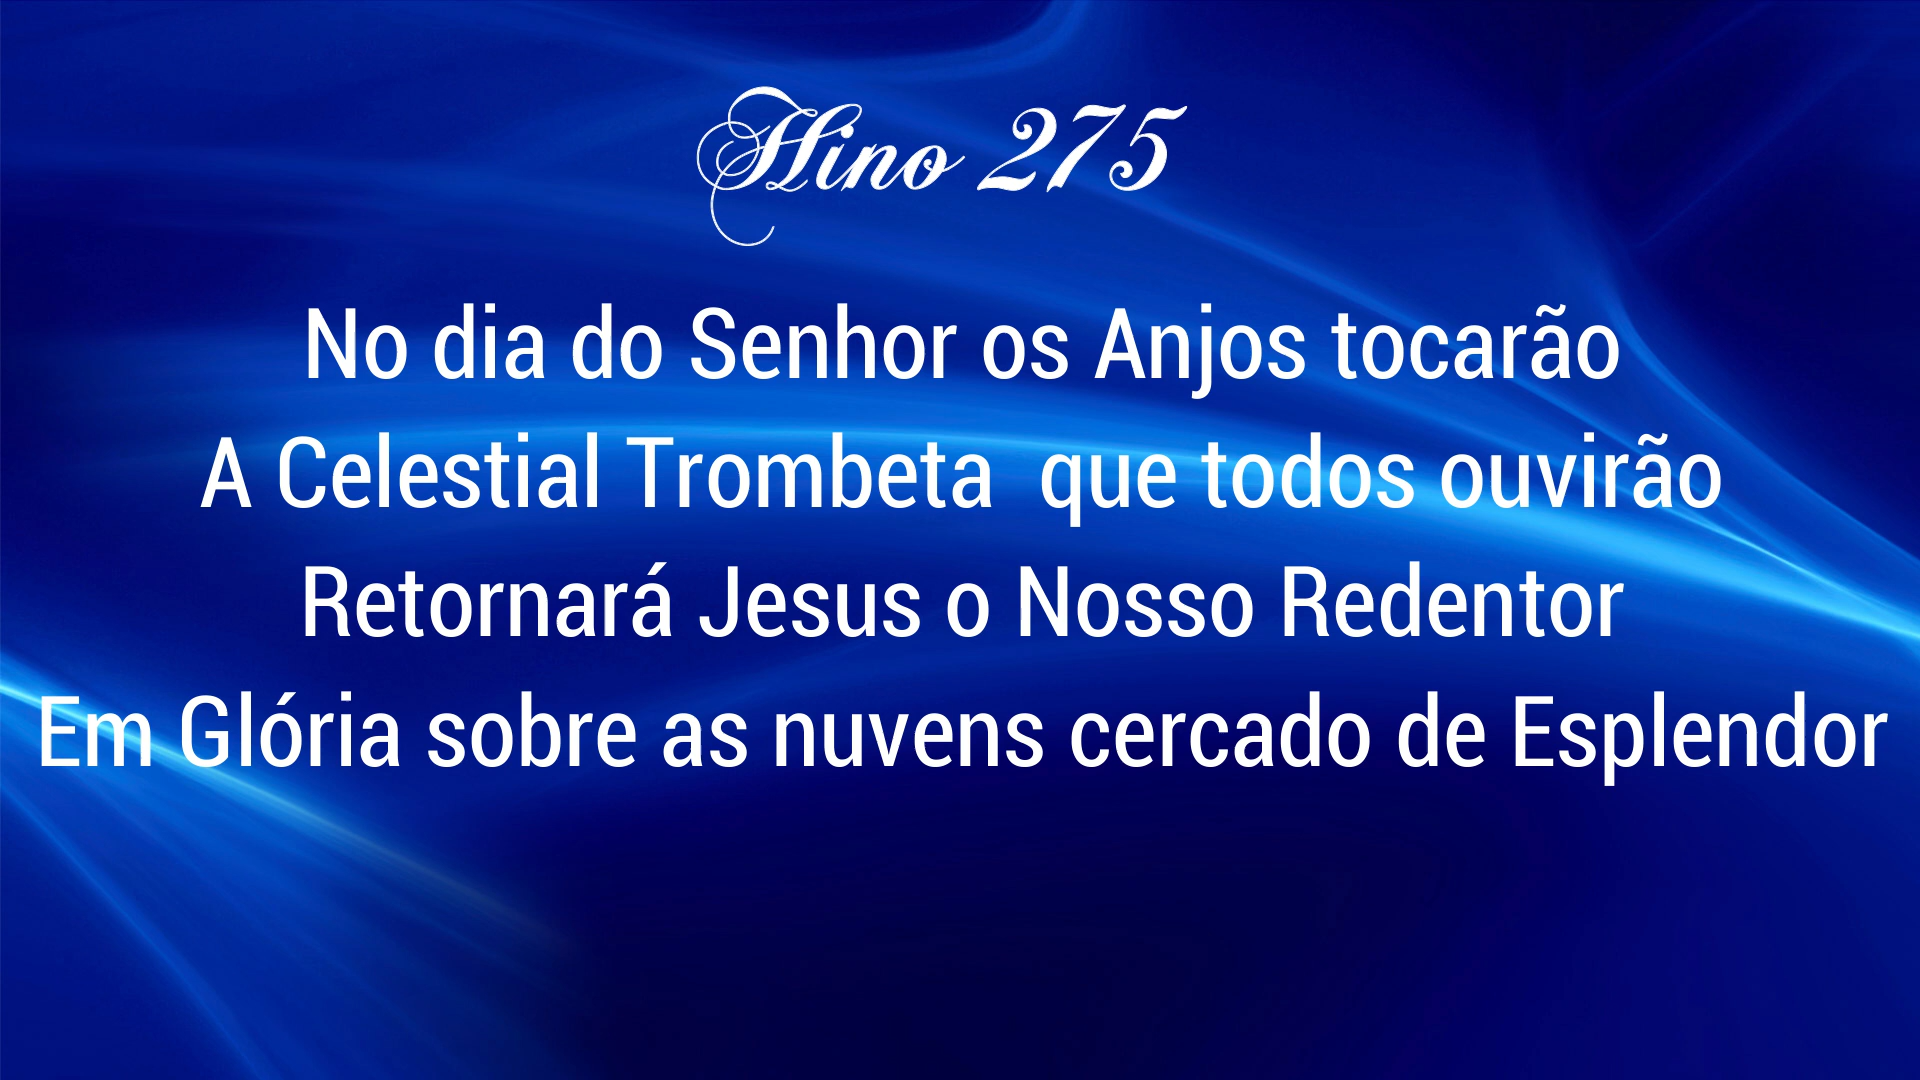 Hino 275
No dia do Senhor os Anjos tocarão
A Celestial Trombeta  que todos ouvirão
Retornará Jesus o Nosso Redentor
Em Glória sobre as nuvens cercado de Esplendor